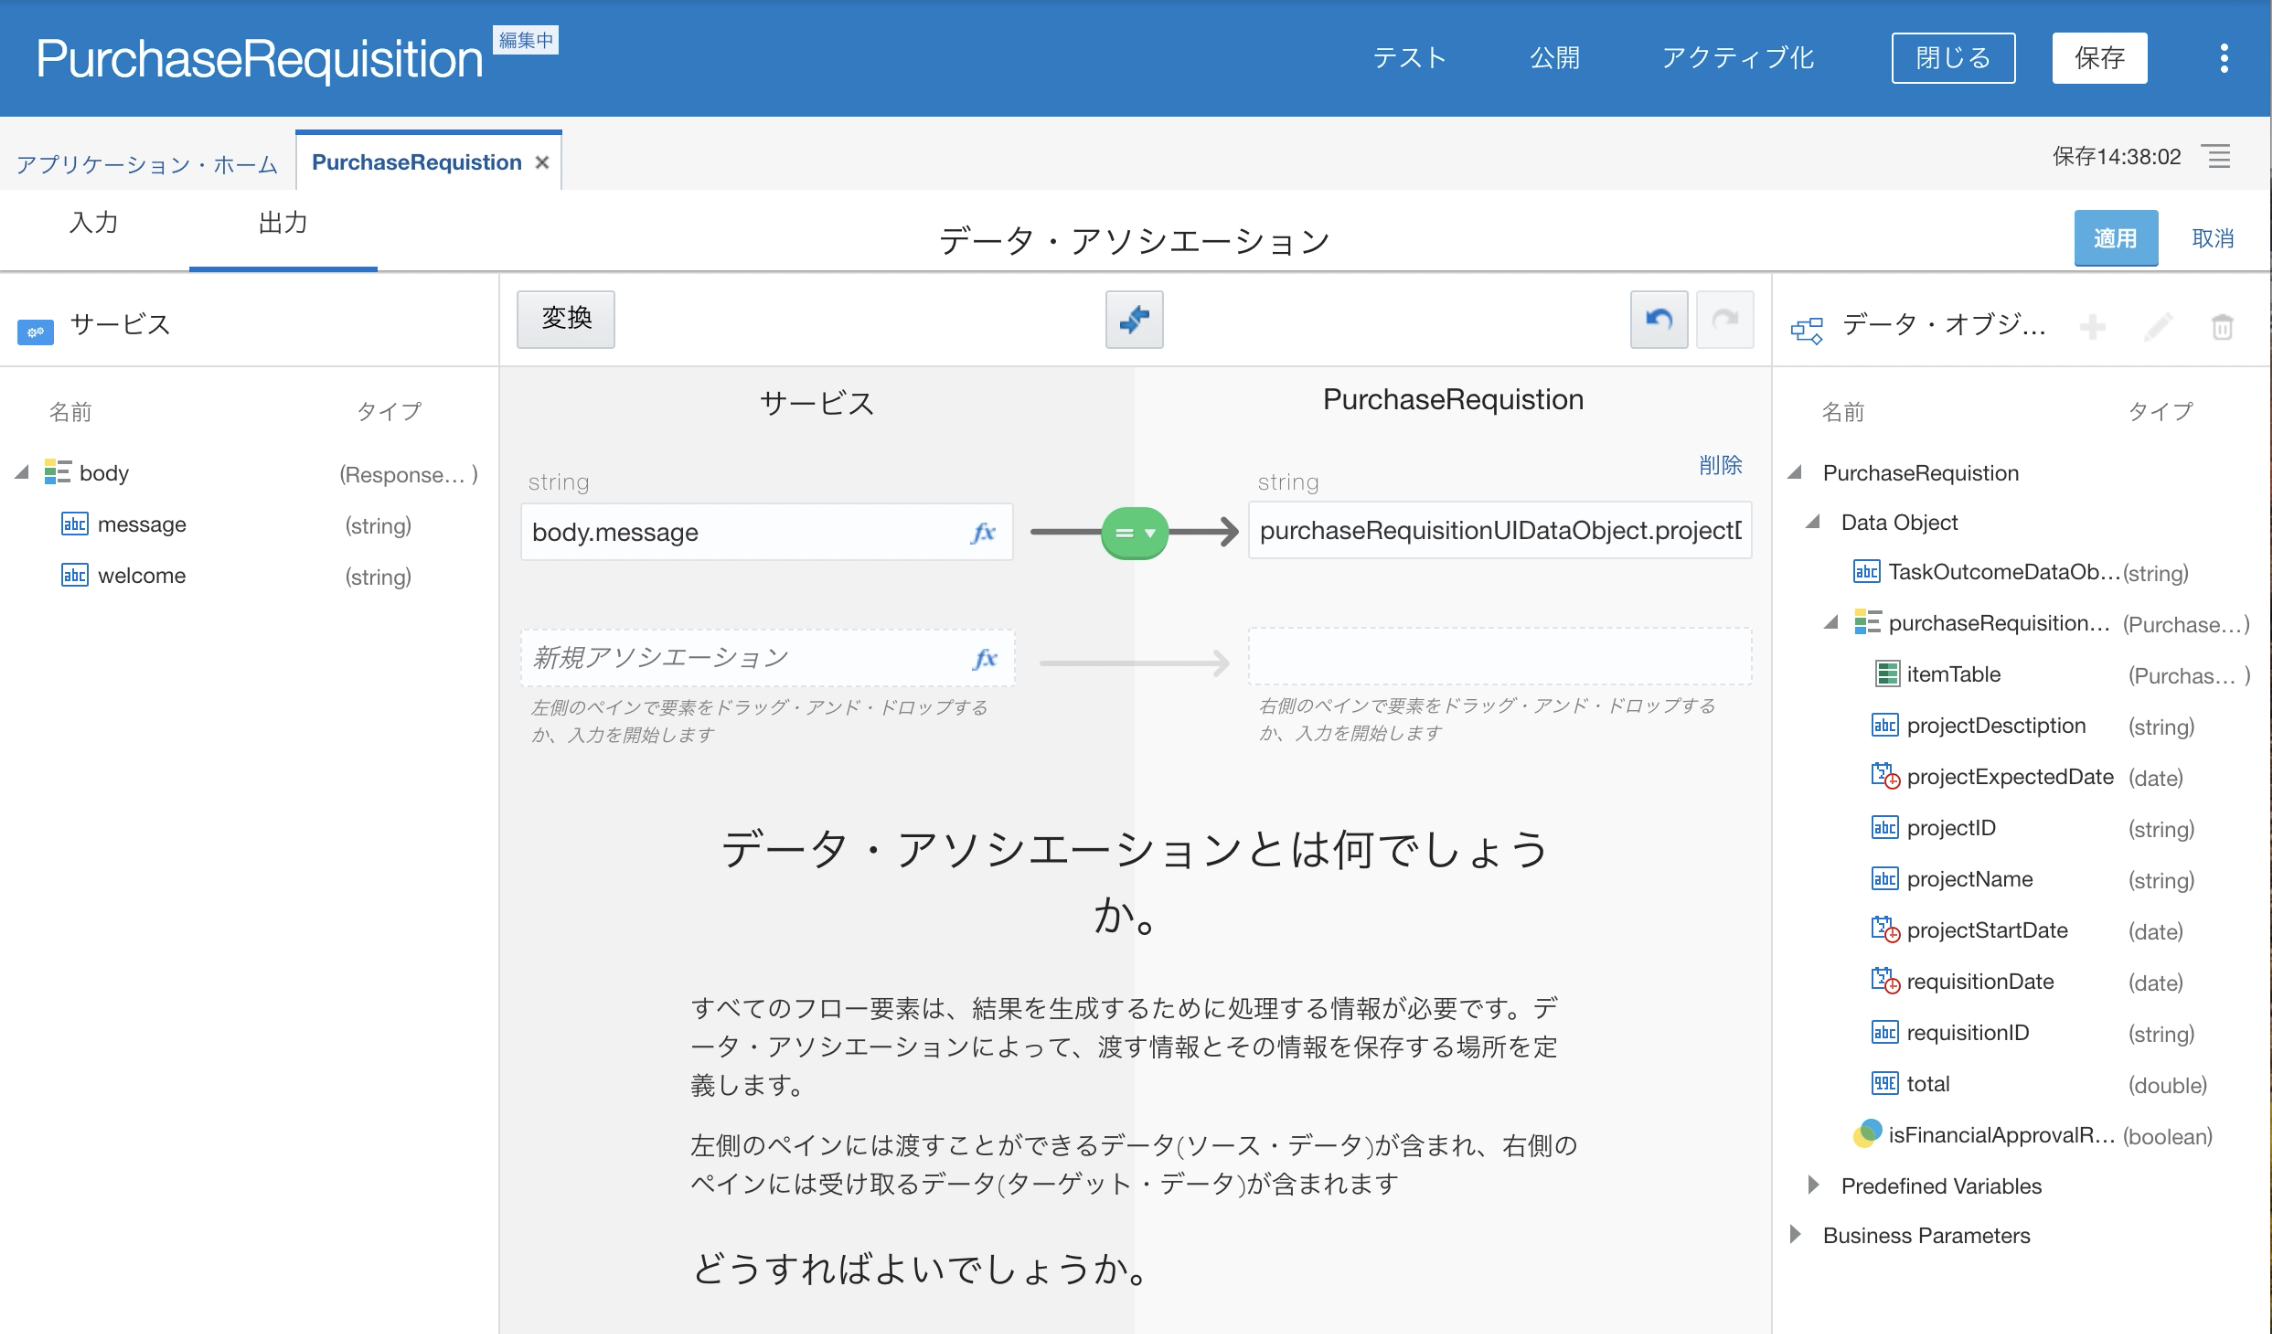 PurchaseRequisition 編集中 テスト 公開 アクティブ化 閉じる 保存
アプリケーション・ホーム PurchaseRequistion 保存14:38:02
入力 出力 データ・アソシエーション 適用 取消
サービス 変換 データ・オブジ...
サービス PurchaseRequistion
名前 タイプ
body (Response... )
message (string)
welcome (string)
string
body.message fx
string 削除
purchaseRequisitionUIDataObject.project
新規アソシエーション fx
左側のペインで要素をドラッグ・アンド・ドロップする
か、入力を開始します
右側のペインで要素をドラッグ・アンド・ドロップする
か、入力を開始します
データ・アソシエーションとは何でしょう
か。
すべてのフロー要素は、結果を生成するために処理する情報が必要です。デ
ータ・アソシエーションによって、渡す情報とその情報を保存する場所を定
義します。
左側のペインには渡すことができるデータ(ソース・データ)が含まれ、右側の
ペインには受け取るデータ(ターゲット・データ)が含まれます
どうすればよいでしょうか。
名前 タイプ
PurchaseRequistion
Data Object
TaskOutcomeDataOb... (string)
purchaseRequisition... (Purchase...)
itemTable (Purchas... )
projectDesctiption (string)
projectExpectedDate (date)
projectID (string)
projectName (string)
projectStartDate (date)
requisitionDate (date)
requisitionID (string)
total (double)
isFinancialApprovalR... (boolean)
Predefined Variables
Business Parameters